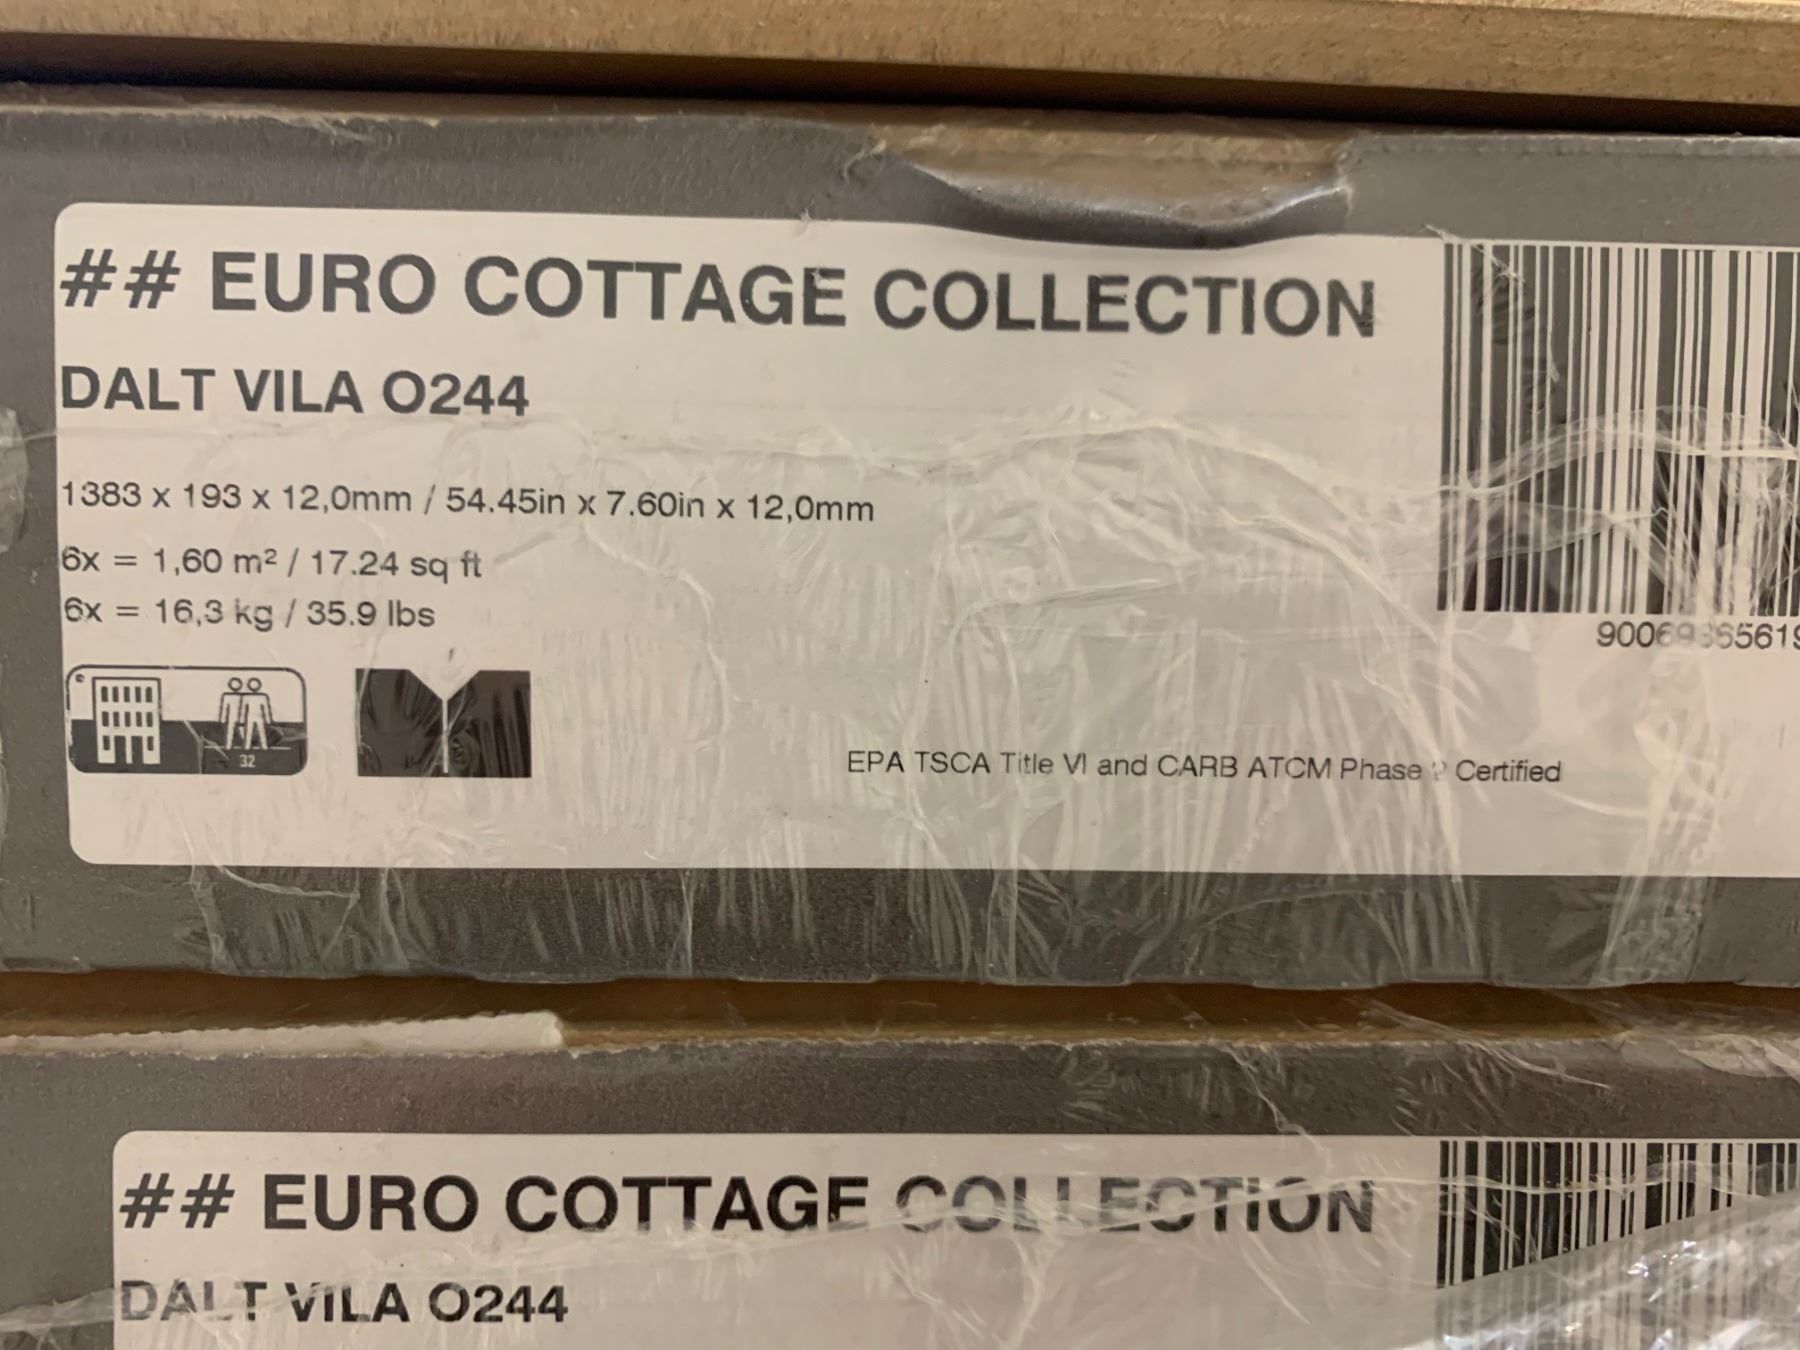 ## EURO COTTAGE COLLECTION
DALT VILA O244
1383 x 193 x 12,0mm / 54.45in x 7.60in x 12,0mm
6x = 1,60 m² / 17.24 sq ft
6x = 16,3 kg / 35.9 lbs
32
EPA TSCA Title VI and CARB ATCM Phase Certified
## EURO COTTAGE COLLECTION
DALT VILA O244